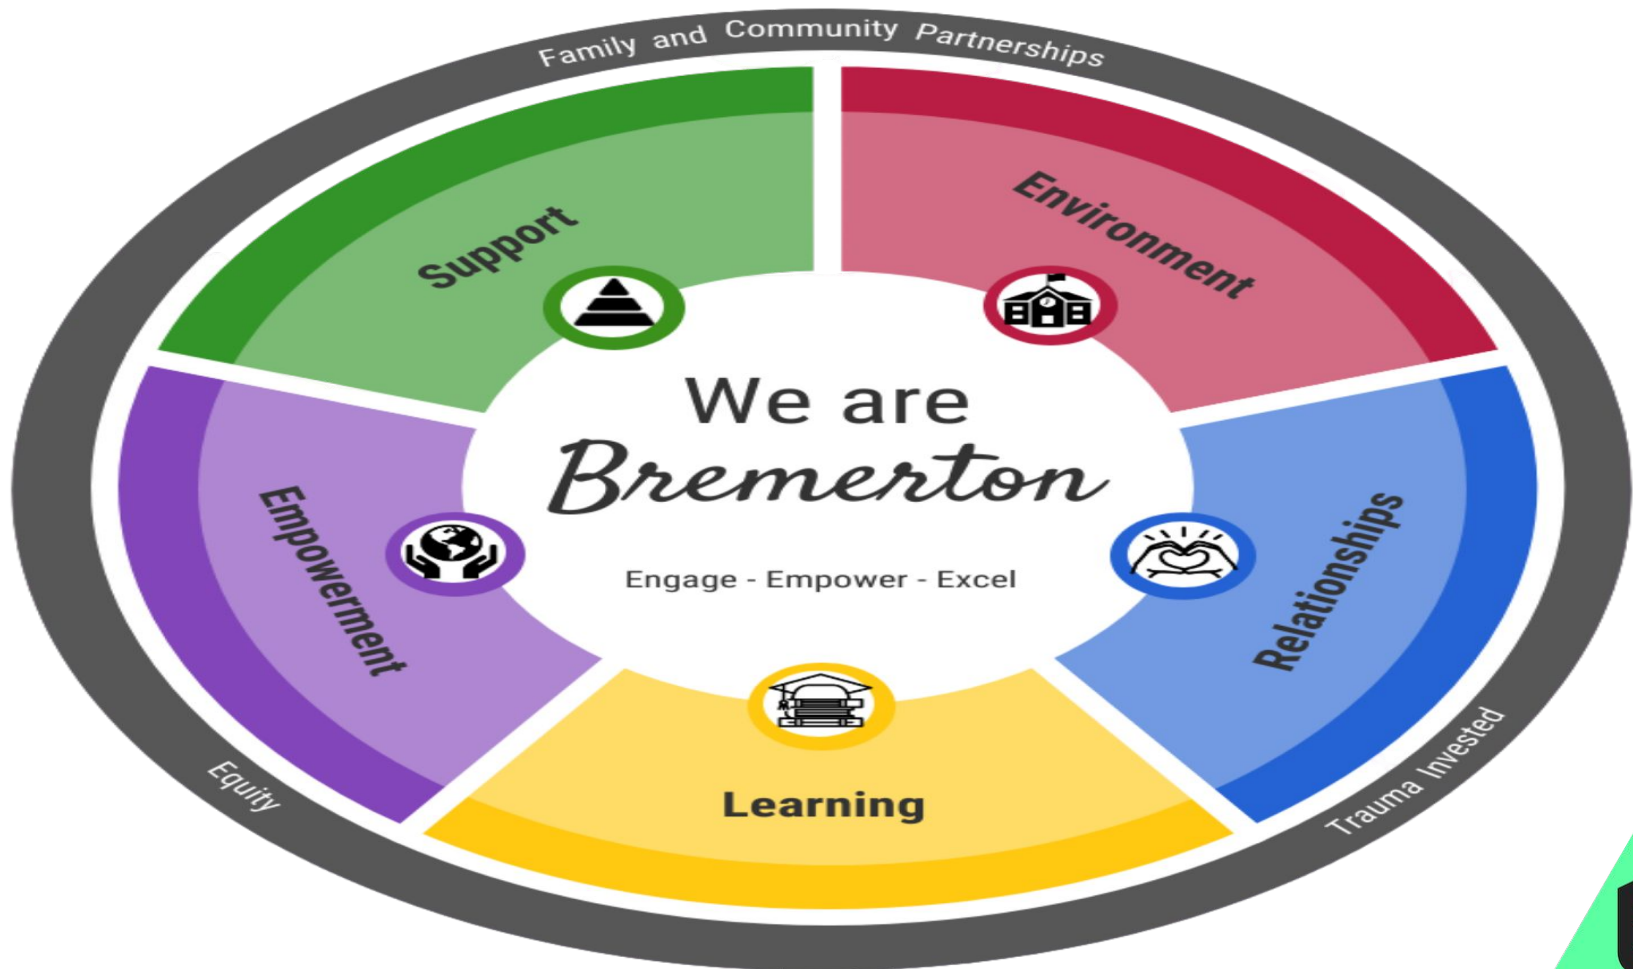 Family and Community Partnerships
Support
Environment
We are
Bremerton
Engage - Empower - Excel
Empowerment
Relationships
Learning
Equity
Trauma Invested